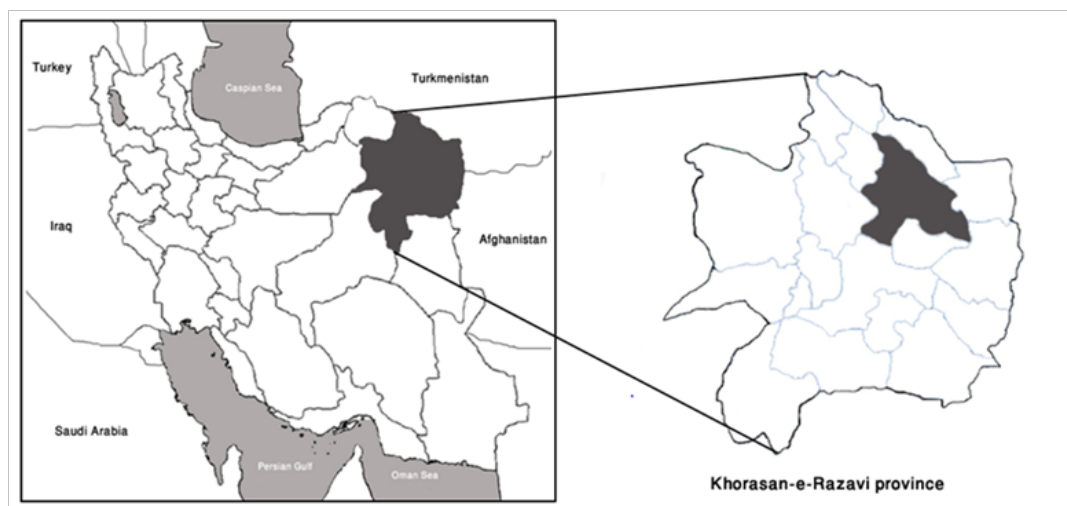 Turkey
Caspian Sea
Turkmenistan
Iraq
Afghanistan
Saudi Arabia
Persian Gulf
Oman Sea
Khorasan-e-Razavi province